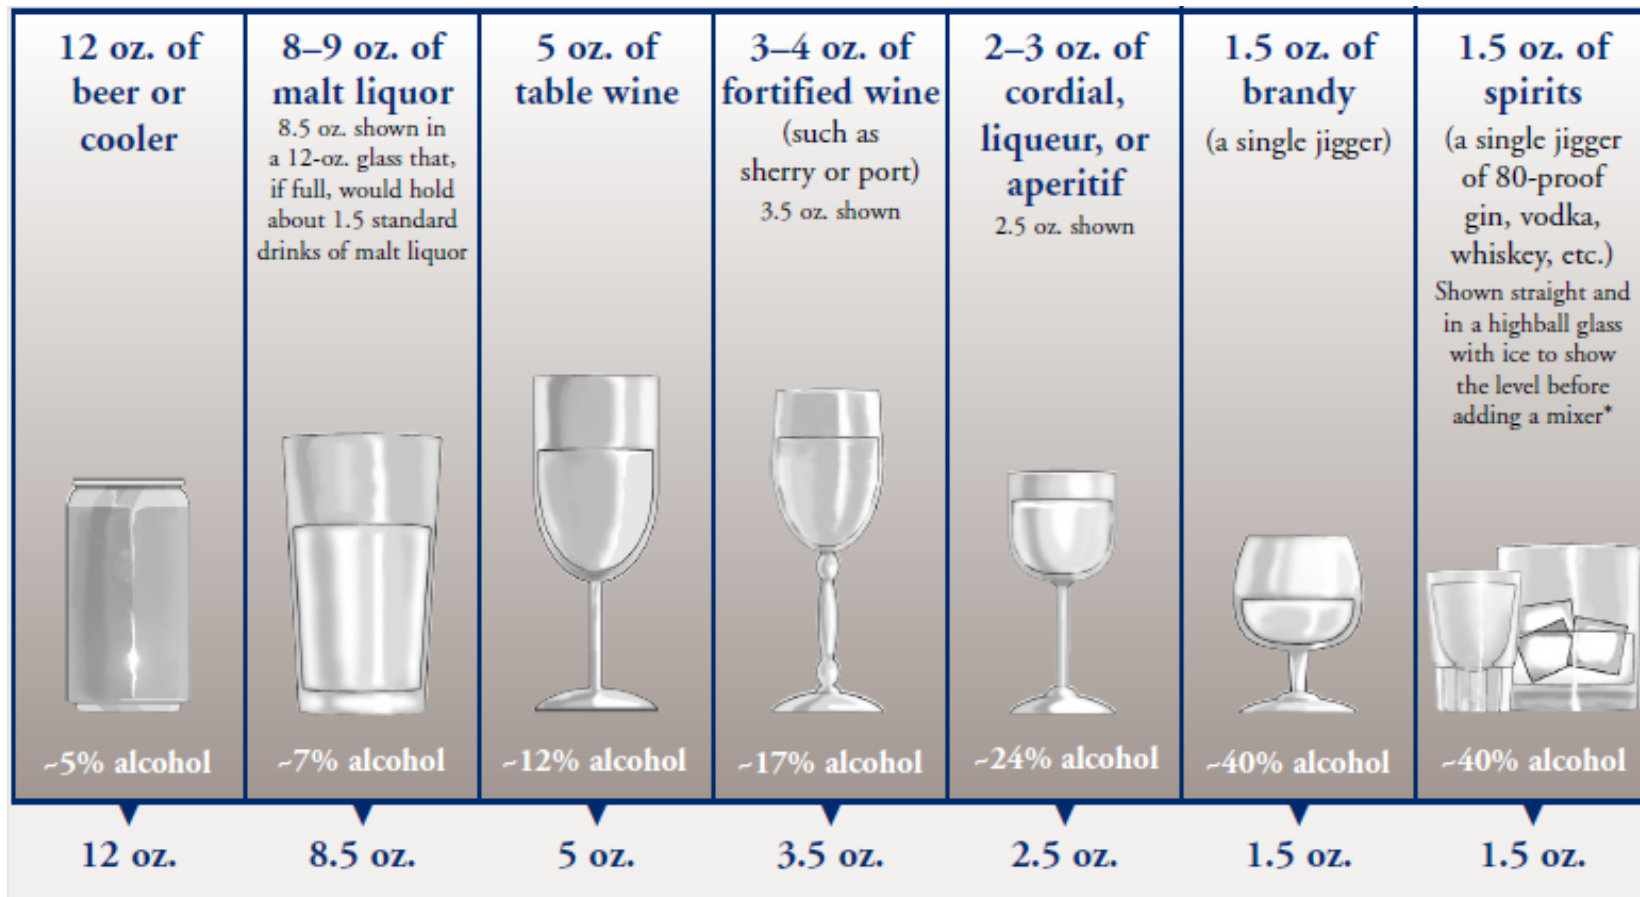 12 oz. of
beer or
cooler
8–9 oz. of
malt liquor
8.5 oz. shown in
a 12-oz. glass that,
if full, would hold
about 1.5 standard
drinks of malt liquor
5 oz. of
table wine
3–4 oz. of
fortified wine
(such as
sherry or port)
3.5 oz. shown
2–3 oz. of
cordial,
liqueur, or
aperitif
2.5 oz. shown
1.5 oz. of
brandy
(a single jigger)
1.5 oz. of
spirits
(a single jigger
of 80-proof
gin, vodka,
whiskey, etc.)
Shown straight and
in a highball glass
with ice to show
the level before
adding a mixer*
~5% alcohol
~7% alcohol
~12% alcohol
~17% alcohol
~24% alcohol
~40% alcohol
~40% alcohol
12 oz.
8.5 oz.
5 oz.
3.5 oz.
2.5 oz.
1.5 oz.
1.5 oz.